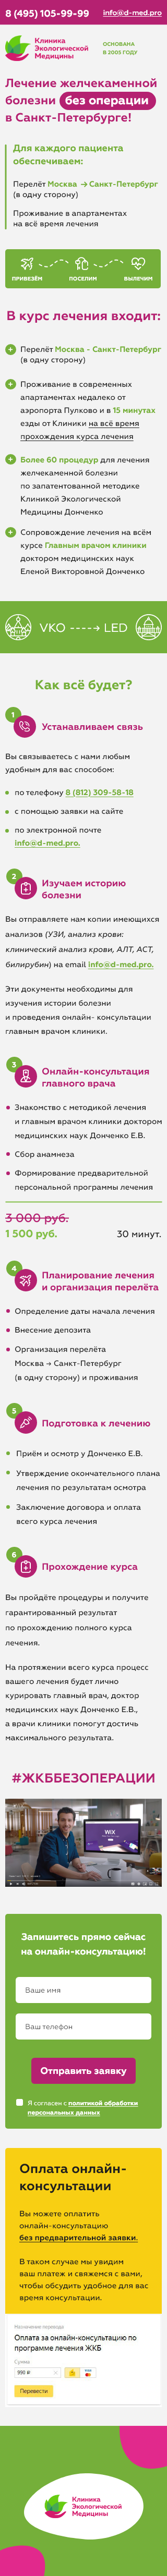 8 (495) 105-99-99
info@d-med.pro
Клиника
Экологической
Медицины
ОСНОВАНА
В 2005 ГОДУ
Лечение желчекаменной
болезни без операции
в Санкт-Петербурге!
Для каждого пациента
обеспечиваем:
Перелёт Москва → Санкт-Петербург
(в одну сторону)
Проживание в апартаментах
на всё время лечения
ПРИВЕЗЁМ
ПОСЕЛИМ
ВЫЛЕЧИМ
В курс лечения входит:
Перелёт Москва - Санкт-Петербург
(в одну сторону)
Проживание в современных
апартаментах недалеко от
аэропорта Пулково и в 15 минутах
езды от Клиники на всё время
прохождения курса лечения
Более 60 процедур для лечения
желчекаменной болезни
по запатентованной методике
Клиникой Экологической
Медицины Донченко
Сопровождение лечения на всём
курсе Главным врачом клиники
доктором медицинских наук
Еленой Викторовной Донченко
VKO ----→ LED
Как всё будет?
1
Устанавливаем связь
Вы связываетесь с нами любым
удобным для вас способом:
по телефону 8 (812) 309-58-18
с помощью заявки на сайте
по электронной почте
info@d-med.pro.
2
Изучаем историю
болезни
Вы отправляете нам копии имеющихся
анализов (УЗИ, анализ крови:
клинический анализ крови, АЛТ, АСТ,
билирубин) на email info@d-med.pro.
Эти документы необходимы для
изучения истории болезни
и проведения онлайн- консультации
главным врачом клиники.
3
Онлайн-консультация
главного врача
Знакомство с методикой лечения
и главным врачом клиники доктором
медицинских наук Донченко Е.В.
Сбор анамнеза
Формирование предварительной
персональной программы лечения
3 000 руб.
1 500 руб.
30 минут.
4
Планирование лечения
и организация перелёта
Определение даты начала лечения
Внесение депозита
Организация перелёта
Москва → Санкт-Петербург
(в одну сторону) и проживания
5
Подготовка к лечению
Приём и осмотр у Донченко Е.В.
Утверждение окончательного плана
лечения по результатам осмотра
Заключение договора и оплата
всего курса лечения
6
Прохождение курса
Вы пройдёте процедуры и получите
гарантированный результат
по прохождению полного курса
лечения.
На протяжении всего курса процесс
вашего лечения будет лично
курировать главный врач, доктор
медицинских наук Донченко Е.В.,
а врачи клиники помогут достичь
максимального результата.
#ЖКББЕЗОПЕРАЦИИ
WiX
Запишитесь прямо сейчас
на онлайн-консультацию!
Ваше имя
Ваш телефон
Отправить заявку
Я согласен с политикой обработки
персональных данных
Оплата онлайн-
консультации
Вы можете оплатить
онлайн-консультацию
без предварительной заявки.
В таком случае мы увидим
ваш платеж и свяжемся с вами,
чтобы обсудить удобное для вас
время консультации.
Назначение перевода
Оплата за онлайн-консультацию по
программе лечения ЖКБ
Сумма
990 ₽
Перевести
Клиника
Экологической
Медицины